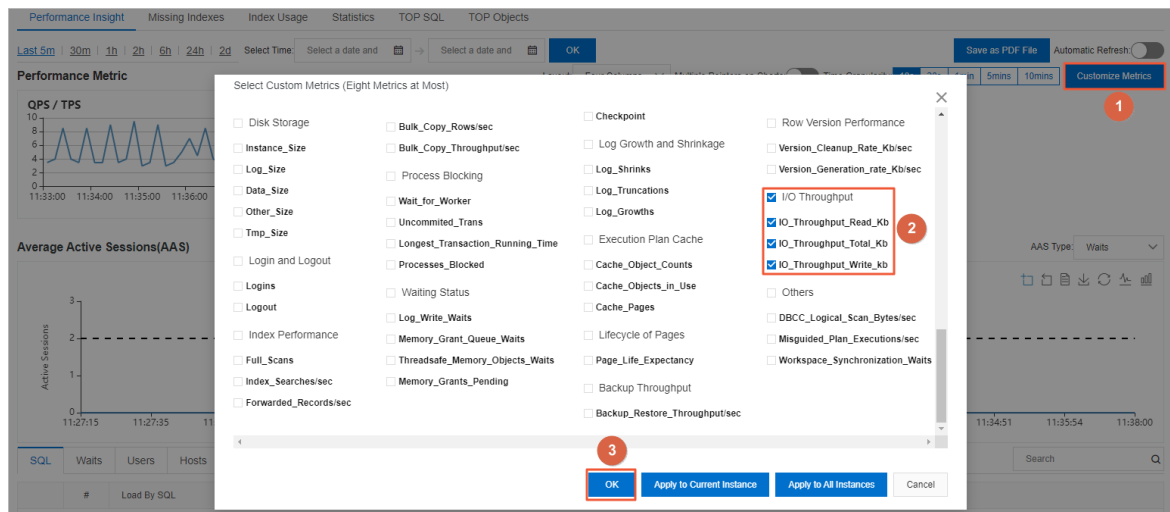 Performance Insight Missing Indexes Index Usage Statistics TOP SQL TOP Objects
Last 5m 30m 1h 2h 6h 24h 2d Select Time: Select a date and → Select a date and OK Save as PDF File Automatic Refresh:
Performance Metric
5mins 10mins Customize Metrics
1
QPS / TPS
10
8
6
4
2
0
11:33:00 11:34:00 11:35:00 11:36:00
Average Active Sessions(AAS)
AAS Type: Waits
Active Sessions
3
2
1
0
11:27:15 11:27:35 11:34:51 11:35:54 11:38:00
SQL Waits Users Hosts
Search
# Load By SQL
Select Custom Metrics (Eight Metrics at Most)
Disk Storage
Instance_Size
Log_Size
Data_Size
Other_Size
Tmp_Size
Login and Logout
Logins
Logout
Index Performance
Full_Scans
Index_Searches/sec
Forwarded_Records/sec
Bulk_Copy_Rows/sec
Bulk_Copy_Throughput/sec
Process Blocking
Wait_for_Worker
Uncommited_Trans
Longest_Transaction_Running_Time
Processes_Blocked
Waiting Status
Log_Write_Waits
Memory_Grant_Queue_Waits
Threadsafe_Memory_Objects_Waits
Memory_Grants_Pending
Checkpoint
Log Growth and Shrinkage
Log_Shrinks
Log_Truncations
Log_Growths
Execution Plan Cache
Cache_Object_Counts
Cache_Objects_in_Use
Cache_Pages
Lifecycle of Pages
Page_Life_Expectancy
Backup Throughput
Backup_Restore_Throughput/sec
Row Version Performance
Version_Cleanup_Rate_Kb/sec
Version_Generation_rate_Kb/sec
I/O Throughput
IO_Throughput_Read_Kb
IO_Throughput_Total_Kb
IO_Throughput_Write_kb
2
Others
DBCC_Logical_Scan_Bytes/sec
Misguided_Plan_Executions/sec
Workspace_Synchronization_Waits
3
OK Apply to Current Instance Apply to All Instances Cancel